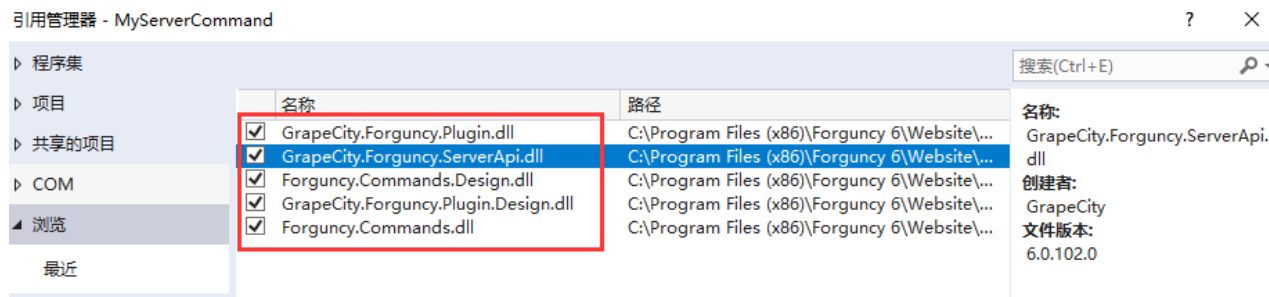 引用管理器 - MyServerCommand
?
程序集
项目
共享的项目
COM
浏览
最近
名称
路径
GrapeCity.Forguncy.Plugin.dll
C:\Program Files (x86)\Forguncy 6\Website\...
GrapeCity.Forguncy.ServerApi.dll
C:\Program Files (x86)\Forguncy 6\Website\...
Forguncy.Commands.Design.dll
C:\Program Files (x86)\Forguncy 6\Website\...
GrapeCity.Forguncy.Plugin.Design.dll
C:\Program Files (x86)\Forguncy 6\Website\...
Forguncy.Commands.dll
C:\Program Files (x86)\Forguncy 6\Website\...
搜索(Ctrl+E)
名称:
GrapeCity.Forguncy.ServerApi.
dll
创建者:
GrapeCity
文件版本:
6.0.102.0